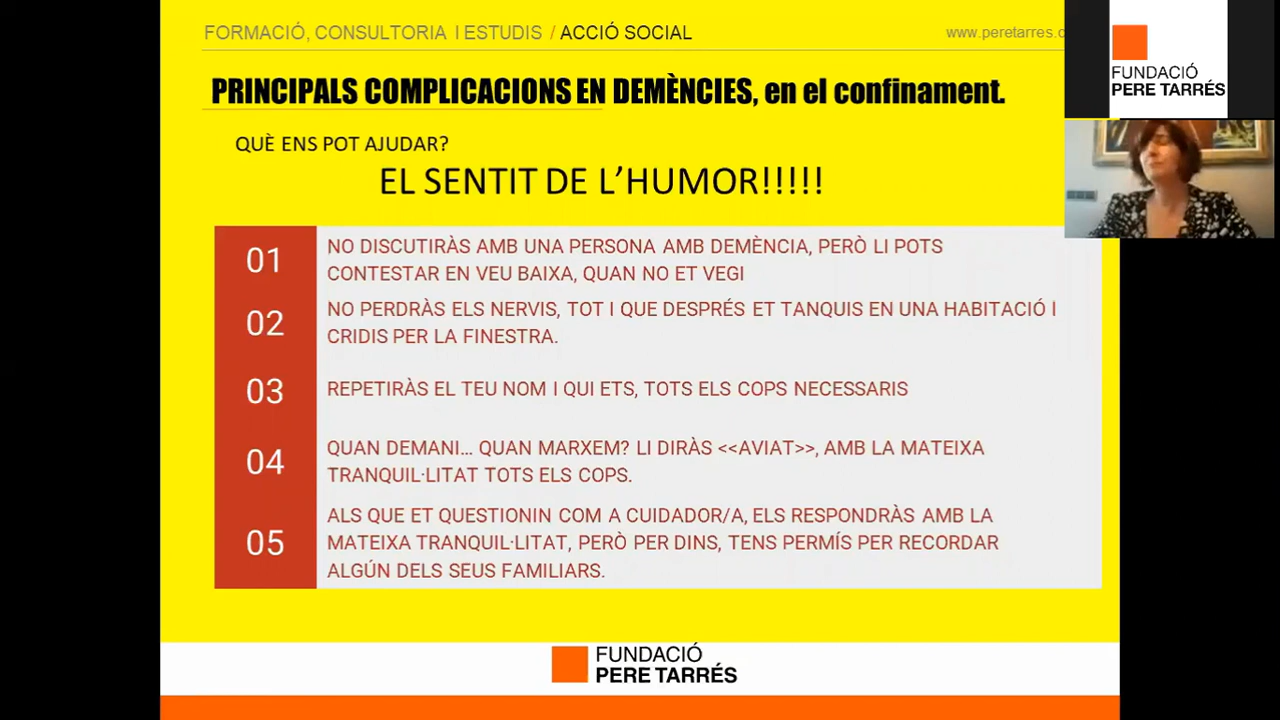 FORMACIÓ, CONSULTORIA I ESTUDIS / ACCIÓ SOCIAL
www.peretarres.
FUNDACIÓ
PERE TARRÉS
PRINCIPALS COMPLICACIONS EN DEMÈNCIES, en el confinament.
QUÈ ENS POT AJUDAR?
EL SENTIT DE L'HUMOR!!!!!
01
NO DISCUTIRÀS AMB UNA PERSONA AMB DEMÈNCIA, PERÒ LI POTS
CONTESTAR EN VEU BAIXA, QUAN NO ET VEGI
02
NO PERDRÀS ELS NERVIS, TOT I QUE DESPRÉS ET TANQUIS EN UNA HABITACIÓ I
CRIDIS PER LA FINESTRA.
03
REPETIRÀS EL TEU NOM I QUI ETS, TOTS ELS COPS NECESSARIS
04
QUAN DEMANI... QUAN MARXEM? LI DIRÀS <<AVIAT>>, AMB LA MATEIXA
TRANQUIL·LITAT TOTS ELS COPS.
05
ALS QUE ET QUESTIONIN COM A CUIDADOR/A, ELS RESPONDRÀS AMB LA
MATEIXA TRANQUIL·LITAT, PERÒ PER DINS, TENS PERMÍS PER RECORDAR
ALGÚN DELS SEUS FAMILIARS.
FUNDACIÓ
PERE TARRÉS